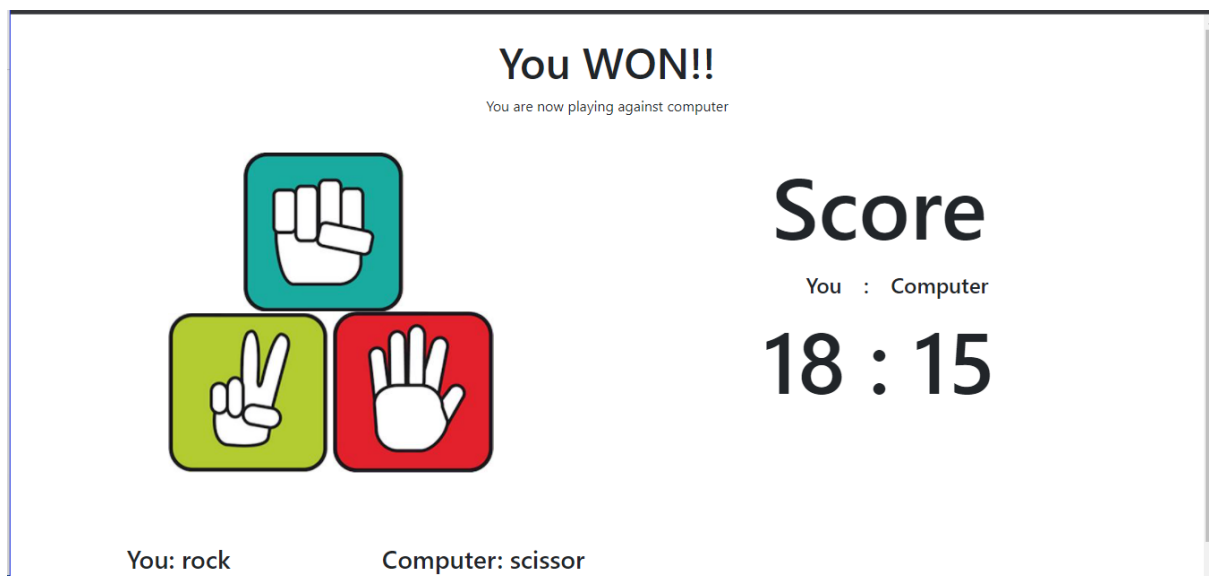 You WON!!
You are now playing against computer
Score
You : Computer
18 : 15
You: rock
Computer: scissor